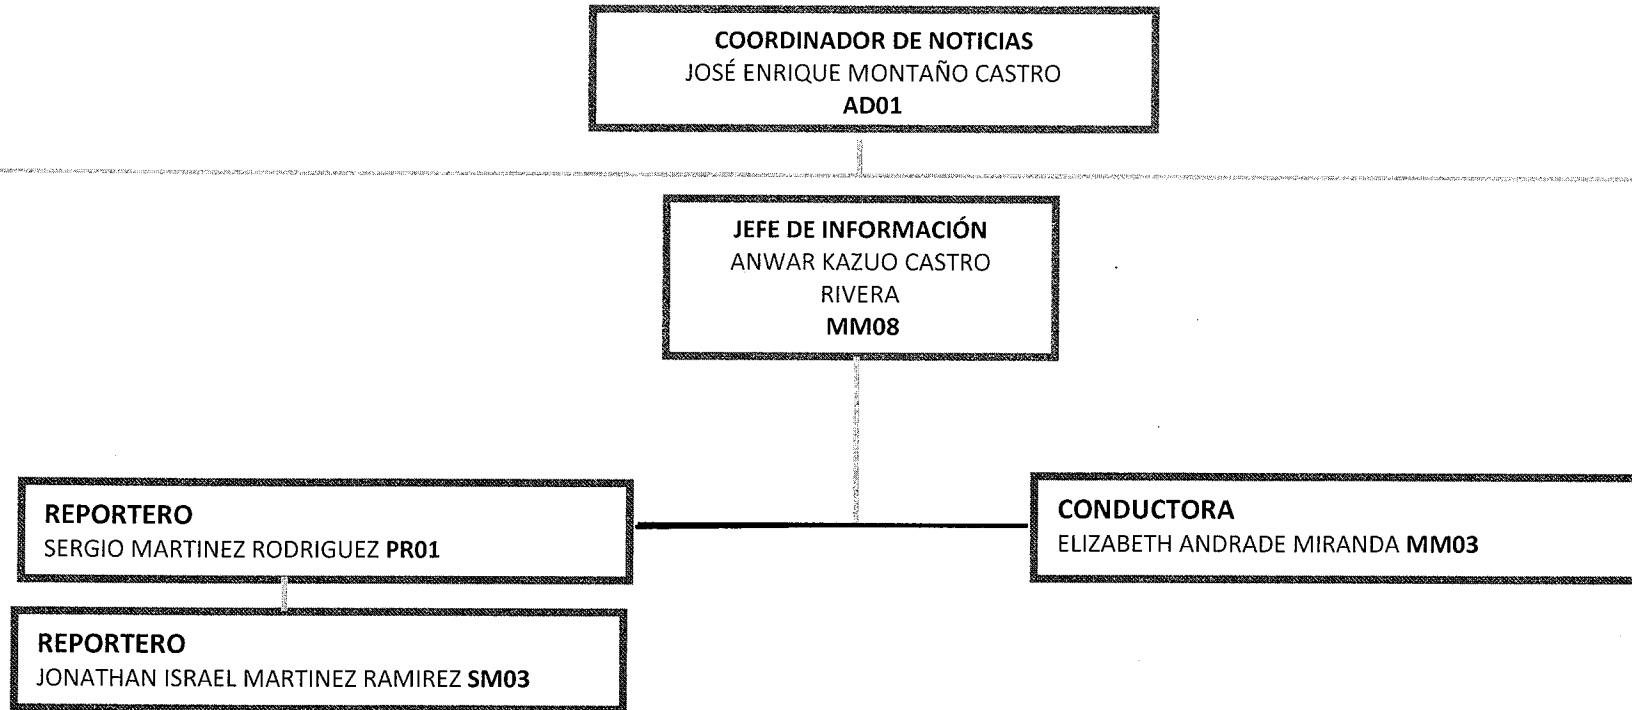 COORDINADOR DE NOTICIAS
JOSÉ ENRIQUE MONTAÑO CASTRO
AD01
JEFE DE INFORMACIÓN
ANWAR KAZUO CASTRO
RIVERA
MM08
REPORTERO
SERGIO MARTINEZ RODRIGUEZ PR01
CONDUCTORA
ELIZABETH ANDRADE MIRANDA MM03
REPORTERO
JONATHAN ISRAEL MARTINEZ RAMIREZ SM03